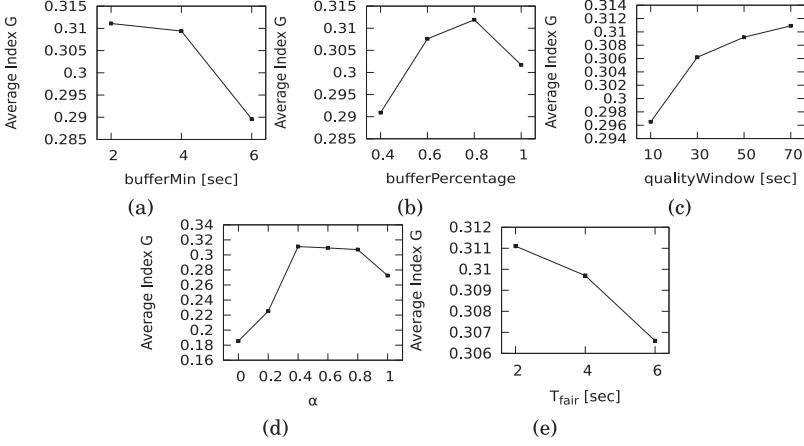 Average Index G
0.315
0.31
0.305
0.3
0.295
0.29
0.285
2 4 6
bufferMin [sec]
(a)
Average Index G
0.315
0.31
0.305
0.3
0.295
0.29
0.285
0.4 0.6 0.8 1
bufferPercentage
(b)
Average Index G
0.314
0.312
0.31
0.308
0.306
0.304
0.302
0.3
0.298
0.296
0.294
10 30 50 70
qualityWindow [sec]
(c)
Average Index G
0.34
0.32
0.3
0.28
0.26
0.24
0.22
0.2
0.18
0.16
0 0.2 0.4 0.6 0.8 1
α
(d)
Average Index G
0.312
0.311
0.31
0.309
0.308
0.307
0.306
2 4 6
Tfair [sec]
(e)